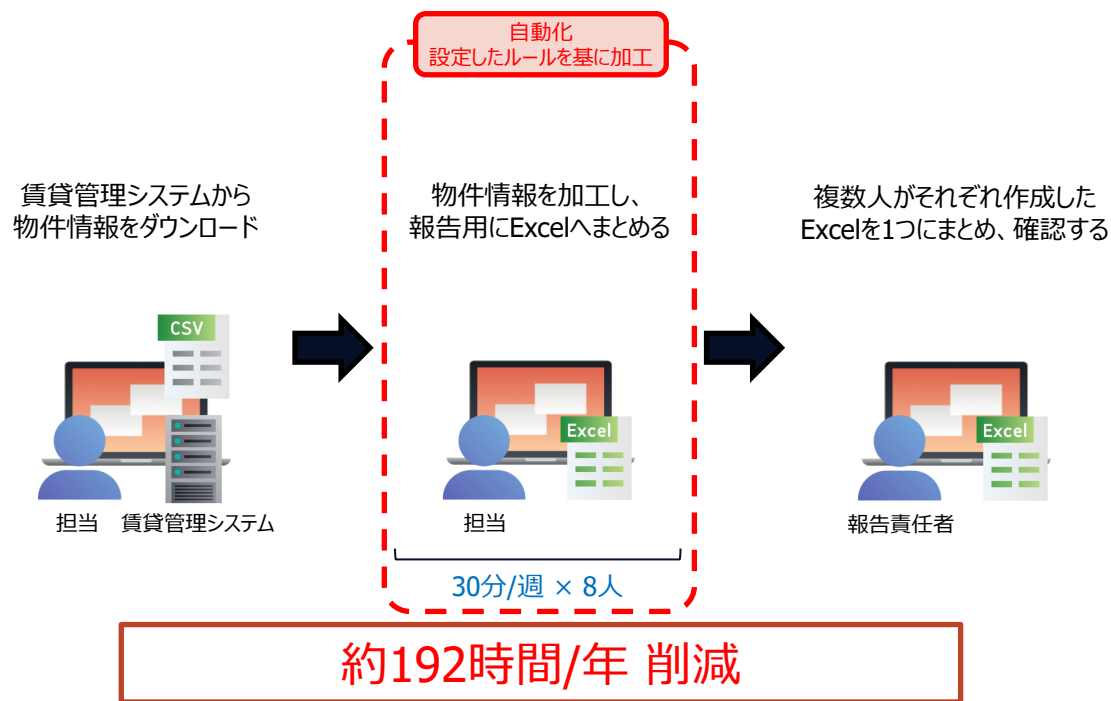 自動化
設定したルールを基に加工
賃貸管理システムから
物件情報をダウンロード
物件情報を加工し、
報告用にExcelへまとめる
複数人がそれぞれ作成した
Excelを1つにまとめ、確認する
CSV
Excel
Excel
担当
賃貸管理システム
担当
報告責任者
30分/週 × 8人
約192時間/年 削減